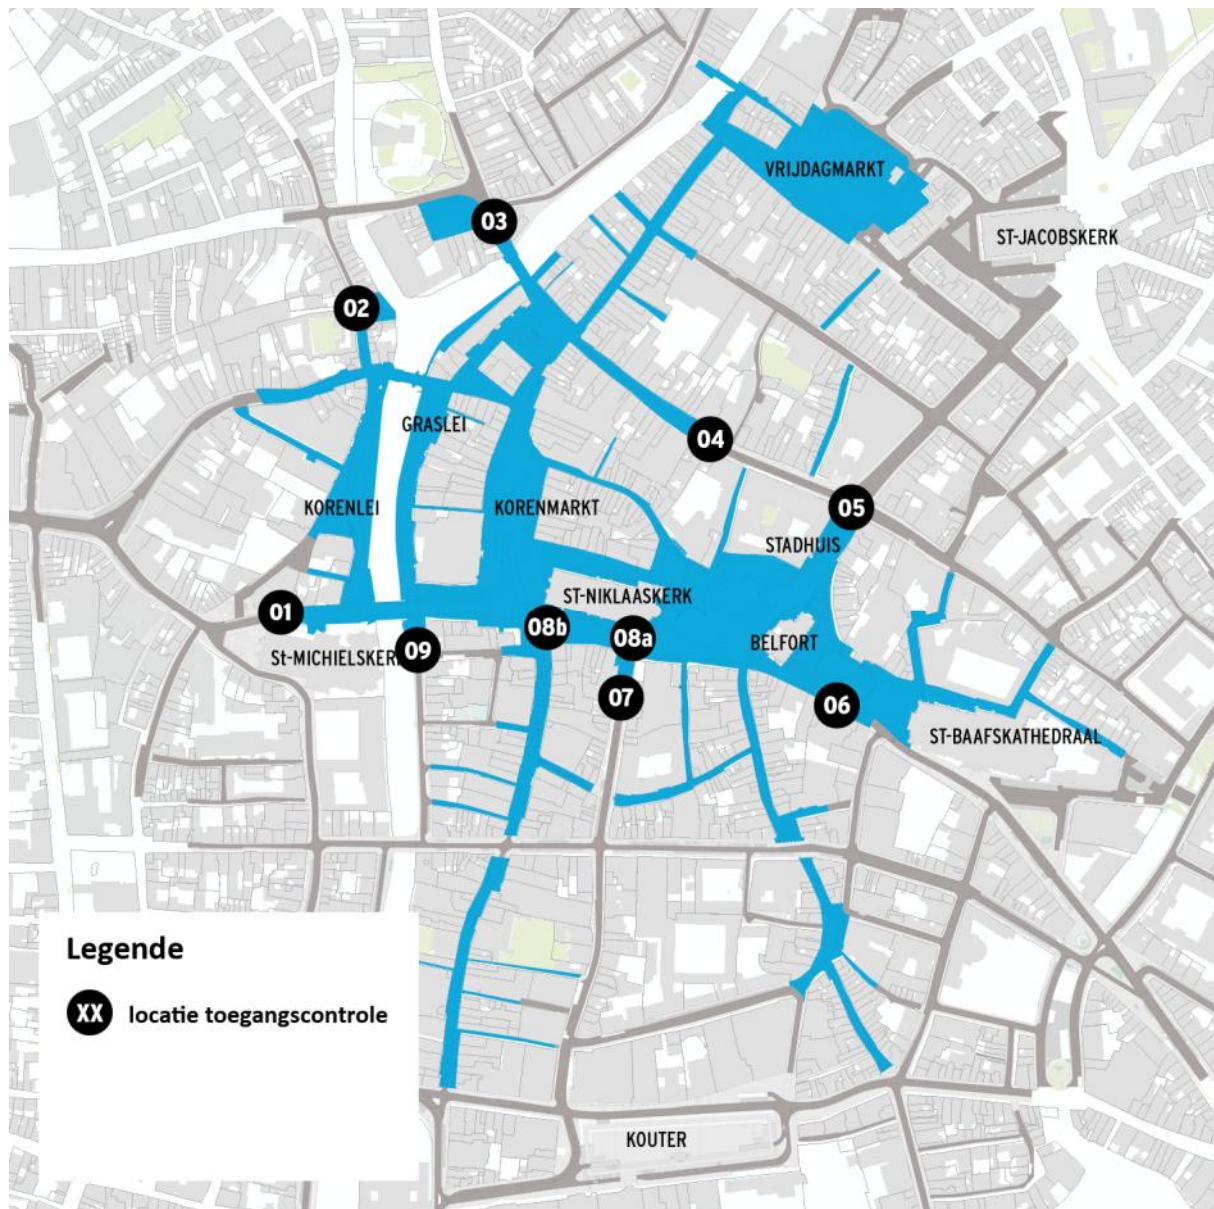 VRIJDAGMARKT
03
ST-JACOBSKERK
02
GRASLEI
04
KORENLEI
KORENMARKT
05
STADHUIS
ST-NIKLAASKERK
01
08b
08a
BELFORT
St-MICHIELSKER
09
07
06
ST-BAAFSKATHEDRAAL
Legende
XX locatie toegangscontrole
KOUTER